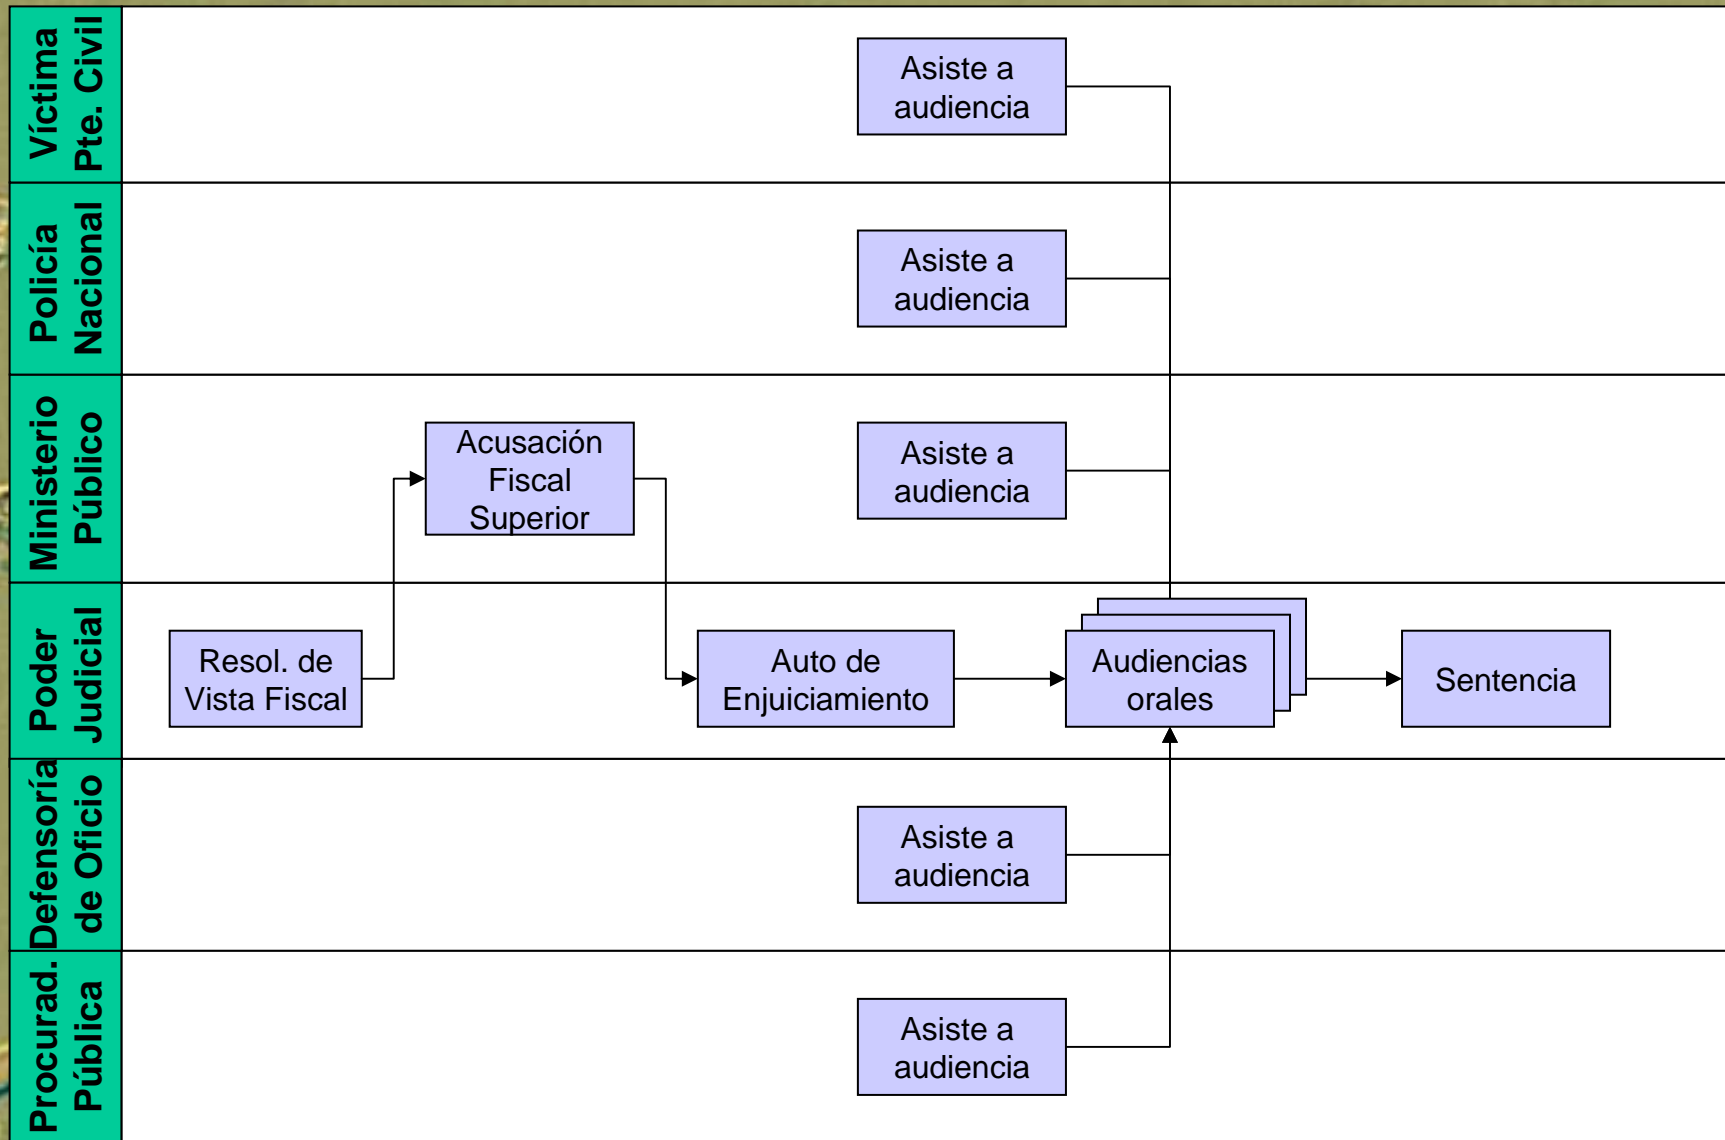 Víctima
Pte. Civil
Asiste a
audiencia
Policía
Nacional
Asiste a
audiencia
Ministerio
Público
Acusación
Fiscal
Superior
Asiste a
audiencia
Poder
Judicial
Resol. de
Vista Fiscal
Auto de
Enjuiciamiento
Audiencias
orales
Sentencia
Defensoría
de Oficio
Asiste a
audiencia
Procurad.
Pública
Asiste a
audiencia